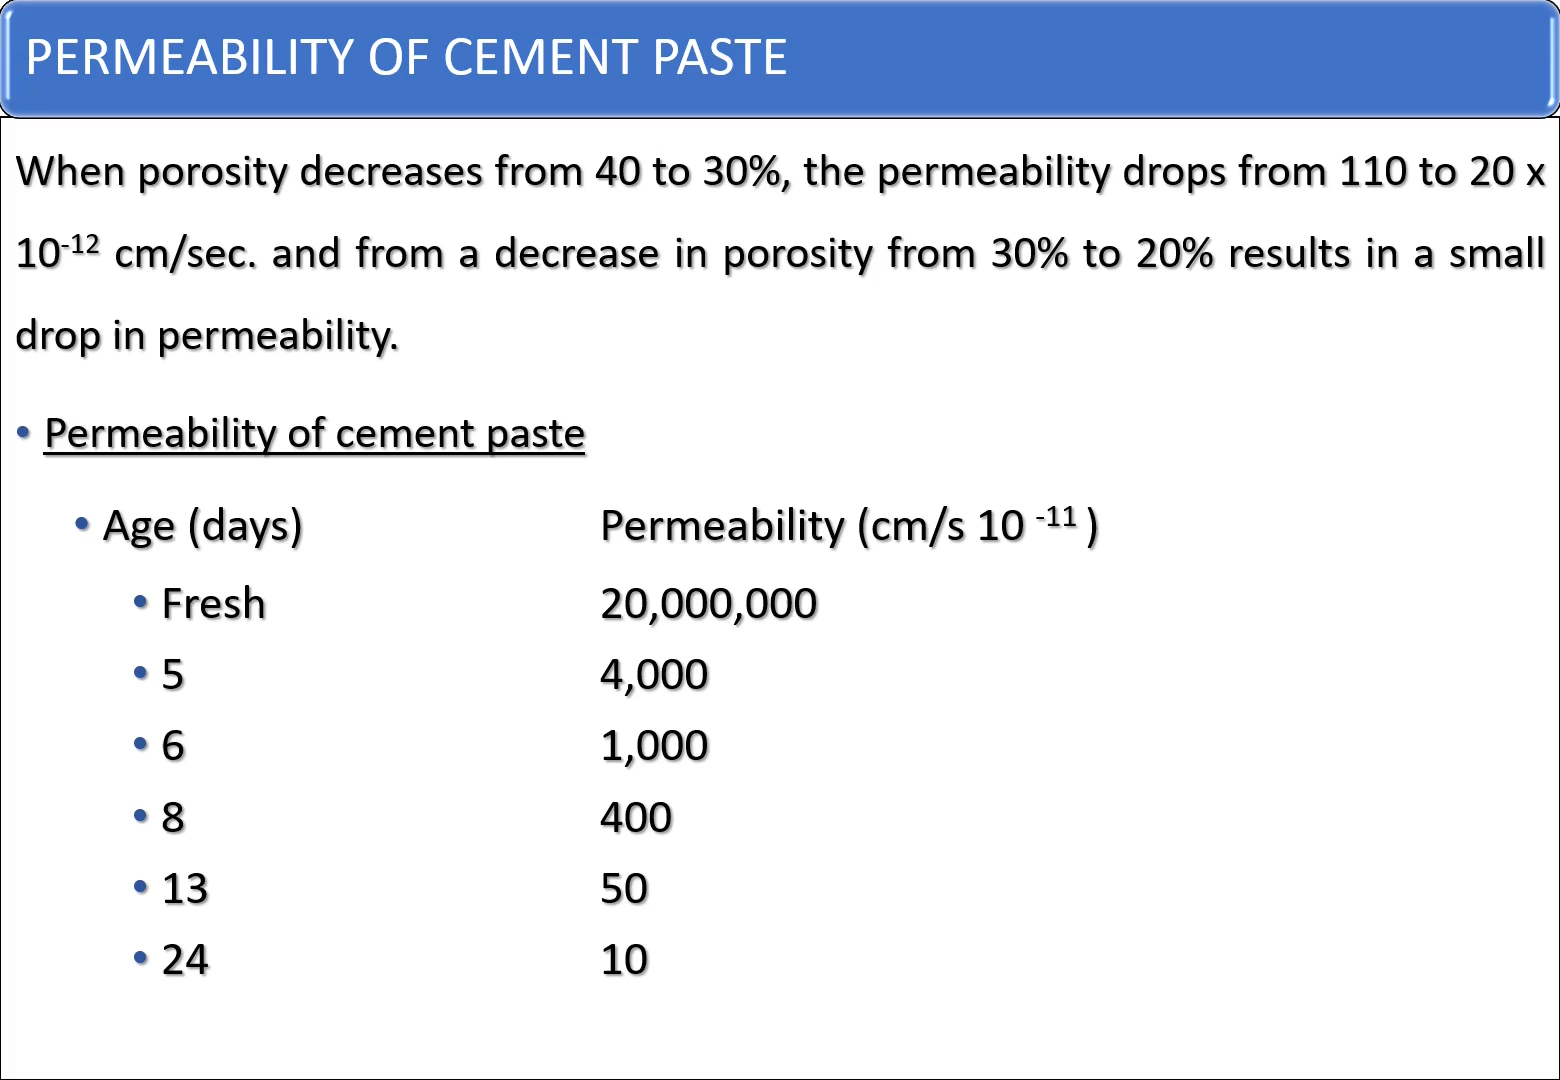 PERMEABILITY OF CEMENT PASTE
When porosity decreases from 40 to 30%, the permeability drops from 110 to 20 x
10⁻¹² cm/sec. and from a decrease in porosity from 30% to 20% results in a small
drop in permeability.
• Permeability of cement paste
• Age (days) Permeability (cm/s 10 ⁻¹¹ )
• Fresh 20,000,000
• 5 4,000
• 6 1,000
• 8 400
• 13 50
• 24 10